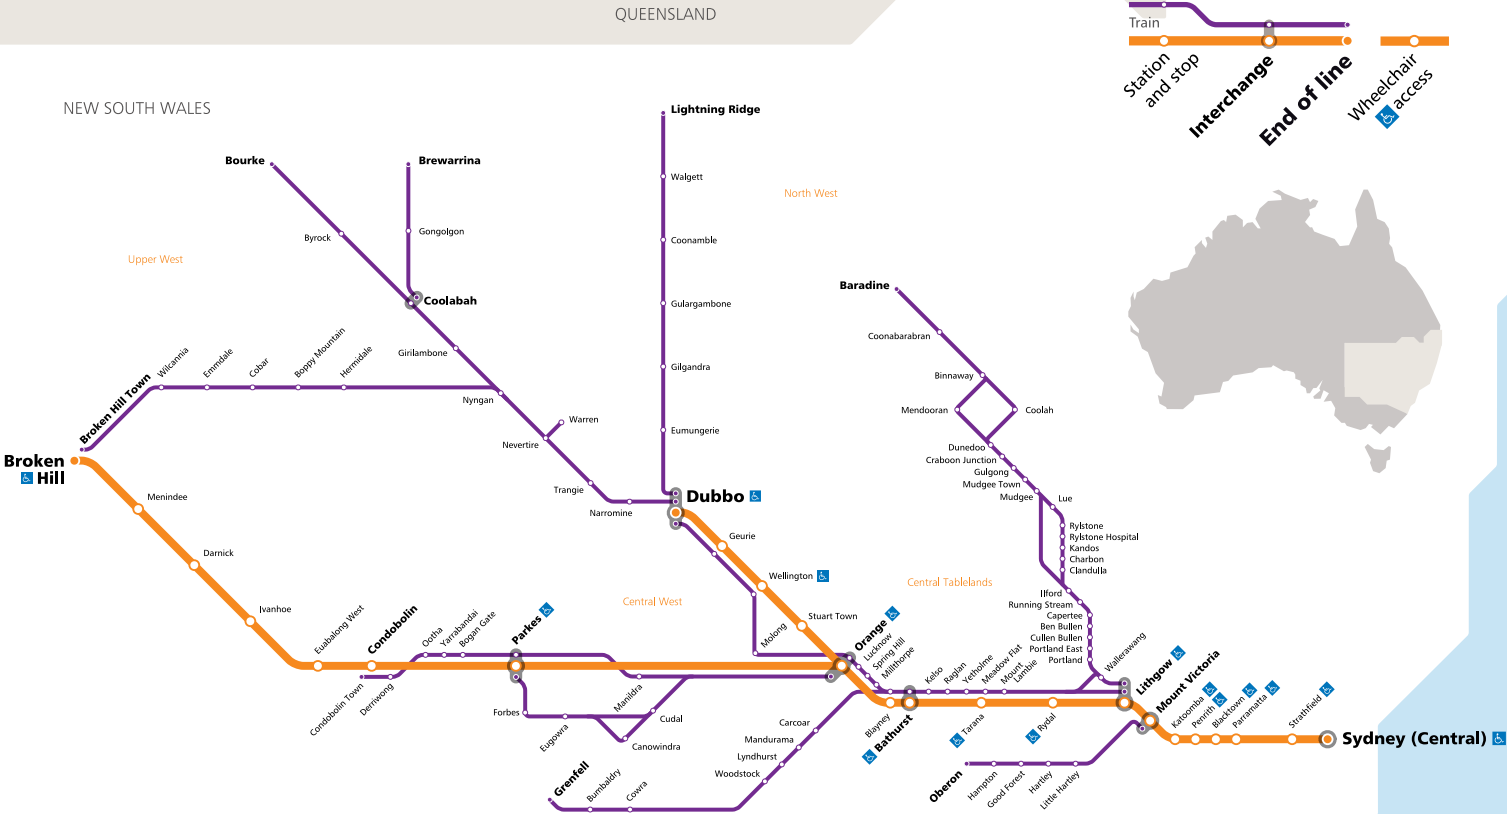 QUEENSLAND
Train
Station
and stop
Interchange
End of line
Wheelchair
access
NEW SOUTH WALES
Lightning Ridge
Bourke
Brewarrina
Walgett
North West
Byrock
Gongolgon
Coonamble
Upper West
Baradine
Coolabah
Gulargambone
Coonabarabran
Girilambone
Wilcannia
Emmdale
Cobar
Boppy Mountain
Hermidale
Gilgandra
Binnaway
Broken Hill Town
Nyngan
Mendooran
Coolah
Warren
Nevertire
Eumungerie
Dunedoo
Craboon Junction
Gulgong
Mudgee Town
Mudgee
Lue
Broken
Hill
Menindee
Trangie
Narromine
Dubbo
Rylstone
Rylstone Hospital
Kandos
Charbon
Clandulla
Darnick
Geurie
Wellington
Central Tablelands
Central West
Ilford
Running Stream
Capertee
Ben Bullen
Cullen Bullen
Portland East
Portland
Ivanhoe
Euabalong West
Condobolin
Ootha
Yarrabandai
Bogan Gate
Parkes
Molong
Stuart Town
Orange
Lucknow
Spring Hill
Millthorpe
Kelso
Raglan
Yetholme
Meadow Flat
Mount
Lambie
Wallerawang
Lithgow
Mount Victoria
Katoomba
Penrith
Blacktown
Parramatta
Strathfield
Sydney (Central)
Condobolin Town
Derriwong
Forbes
Eugowra
Manildra
Cudal
Canowindra
Carcoar
Mandurama
Lyndhurst
Woodstock
Blayney
Bathurst
Tarana
Rydal
Grenfell
Bumbaldry
Cowra
Oberon
Hampton
Good Forest
Hartley
Little Hartley